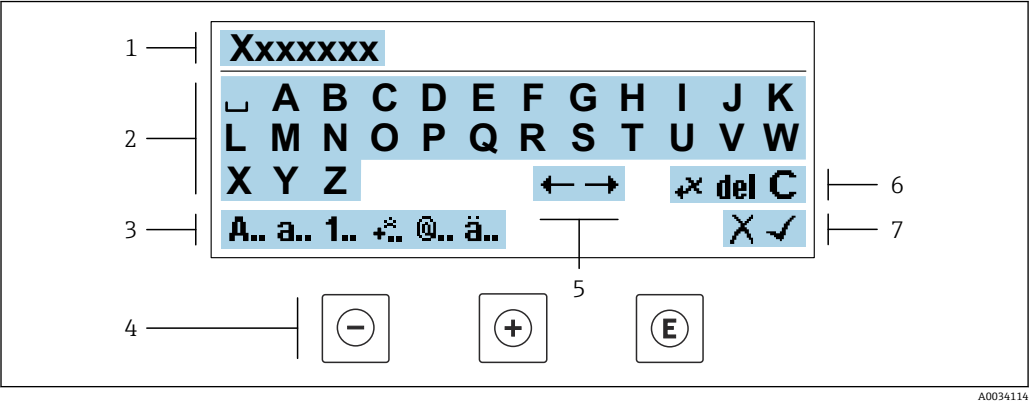 1 Xxxxxxx
␣ A B C D E F G H I J K
2 L M N O P Q R S T U V W
X Y Z ← → ₊× del C 6
3 A.. a.. 1.. +×.. @.. ä.. X ✓ 7
5
4 − + E
A0034114